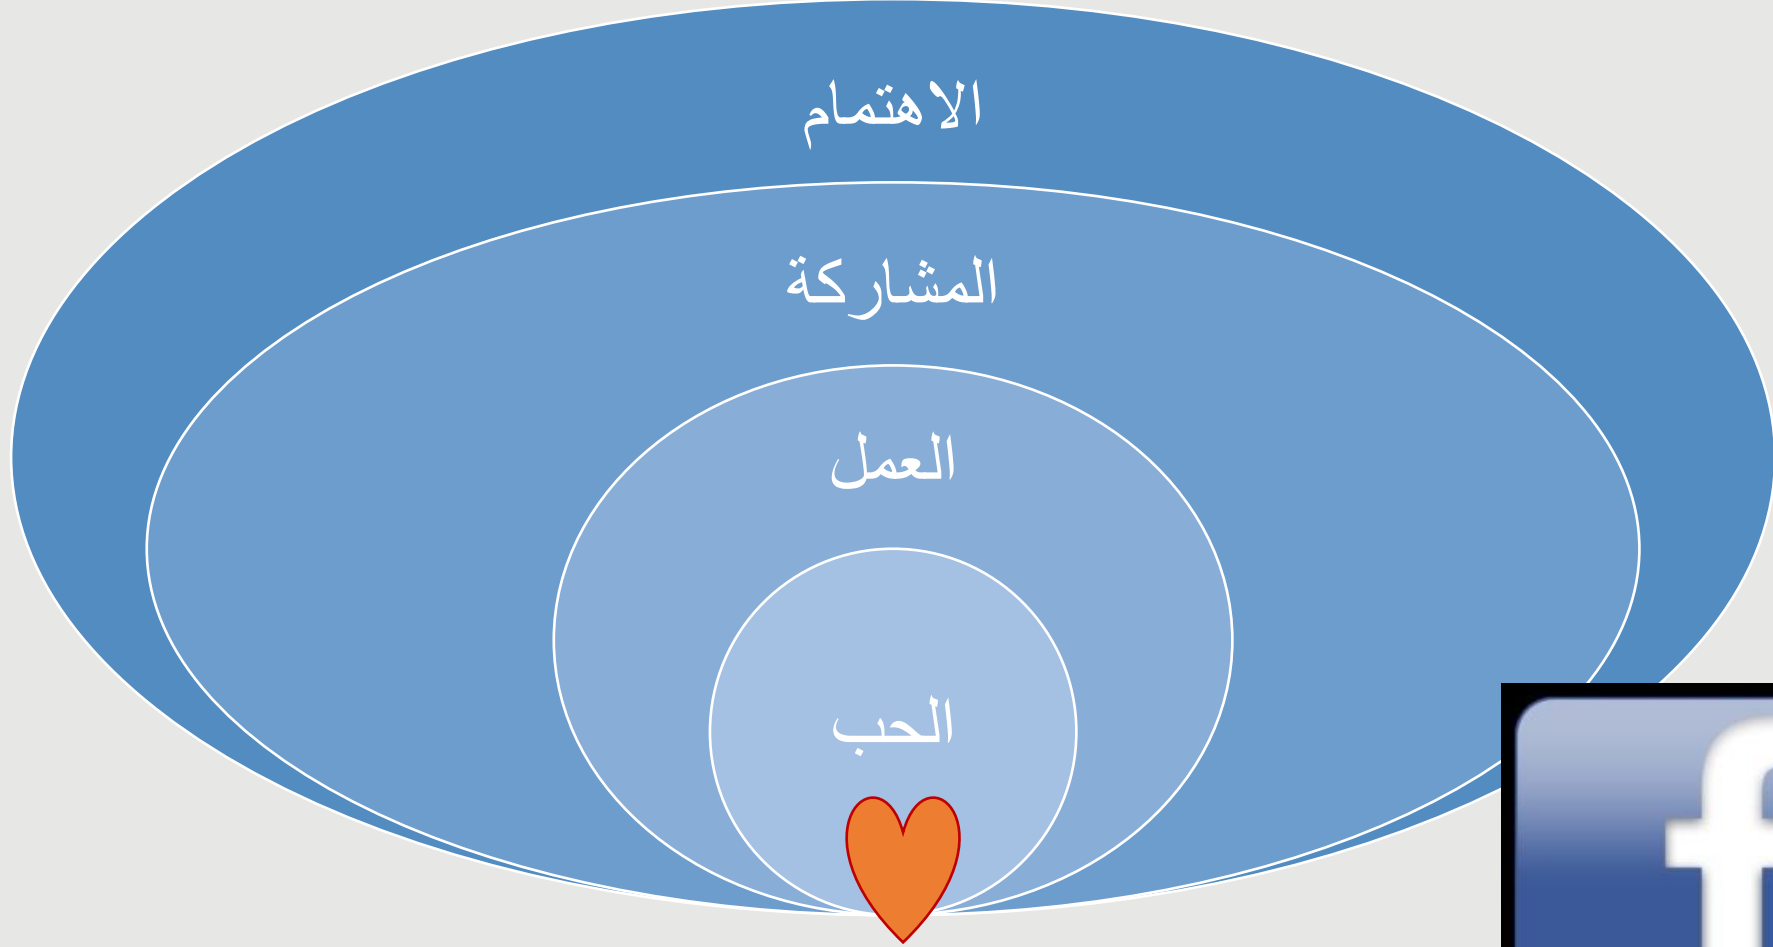 الاهتمام
المشاركة
العمل
الحب
f